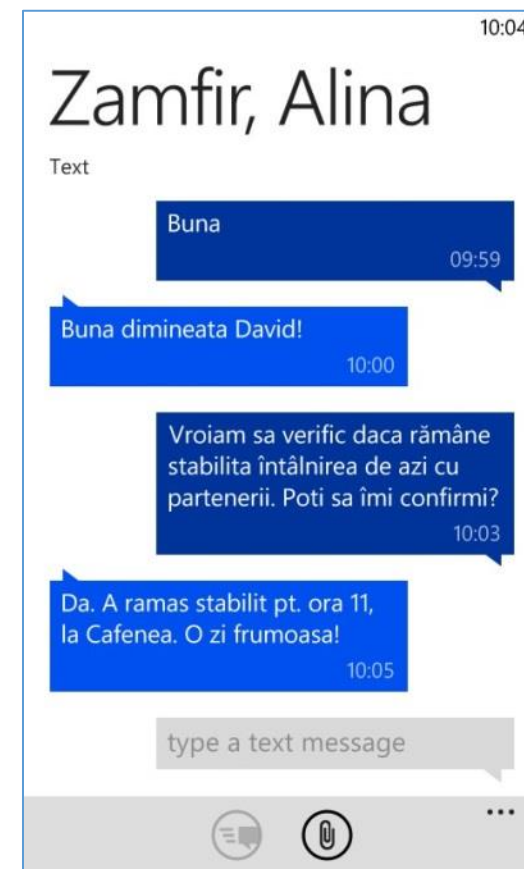 10:04
Zamfir, Alina
Text
Buna
09:59
Buna dimineata David!
10:00
Vroiam sa verific daca rămâne
stabilita întâlnirea de azi cu
partenerii. Poti sa îmi confirmi?
10:03
Da. A ramas stabilit pt. ora 11,
la Cafenea. O zi frumoasa!
10:05
type a text message